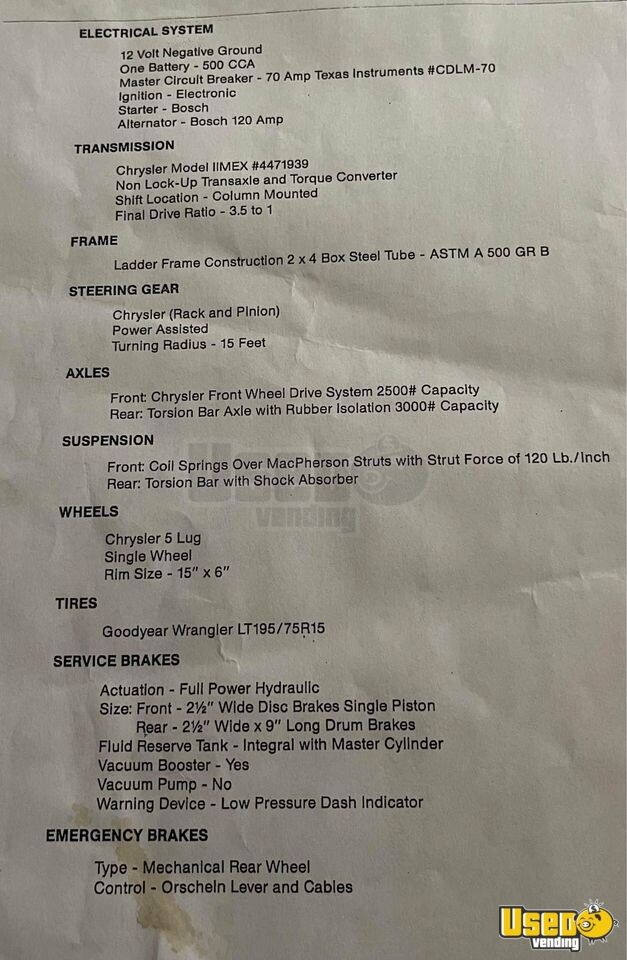 ELECTRICAL SYSTEM
12 Volt Negative Ground
One Battery - 500 CCA
Master Circuit Breaker - 70 Amp Texas Instruments #CDLM-70
Ignition - Electronic
Starter - Bosch
Alternator - Bosch 120 Amp
TRANSMISSION
Chrysler Model IIMEX #4471939
Non Lock-Up Transaxle and Torque Converter
Shift Location - Column Mounted
Final Drive Ratio - 3.5 to 1
FRAME
Ladder Frame Construction 2 x 4 Box Steel Tube - ASTM A 500 GR B
STEERING GEAR
Chrysler (Rack and Pinion)
Power Assisted
Turning Radius - 15 Feet
AXLES
Front: Chrysler Front Wheel Drive System 2500# Capacity
Rear: Torsion Bar Axle with Rubber Isolation 3000# Capacity
SUSPENSION
Front: Coil Springs Over MacPherson Struts with Strut Force of 120 Lb./Inch
Rear: Torsion Bar with Shock Absorber
WHEELS
Chrysler 5 Lug
Single Wheel
Rim Size - 15" x 6"
TIRES
Goodyear Wrangler LT195/75R15
SERVICE BRAKES
Actuation - Full Power Hydraulic
Size: Front - 2½" Wide Disc Brakes Single Piston
Rear - 2½" Wide x 9" Long Drum Brakes
Fluid Reserve Tank - Integral with Master Cylinder
Vacuum Booster - Yes
Vacuum Pump - No
Warning Device - Low Pressure Dash Indicator
EMERGENCY BRAKES
Type - Mechanical Rear Wheel
Control - Orscheln Lever and Cables
Used
vending
Used
vending